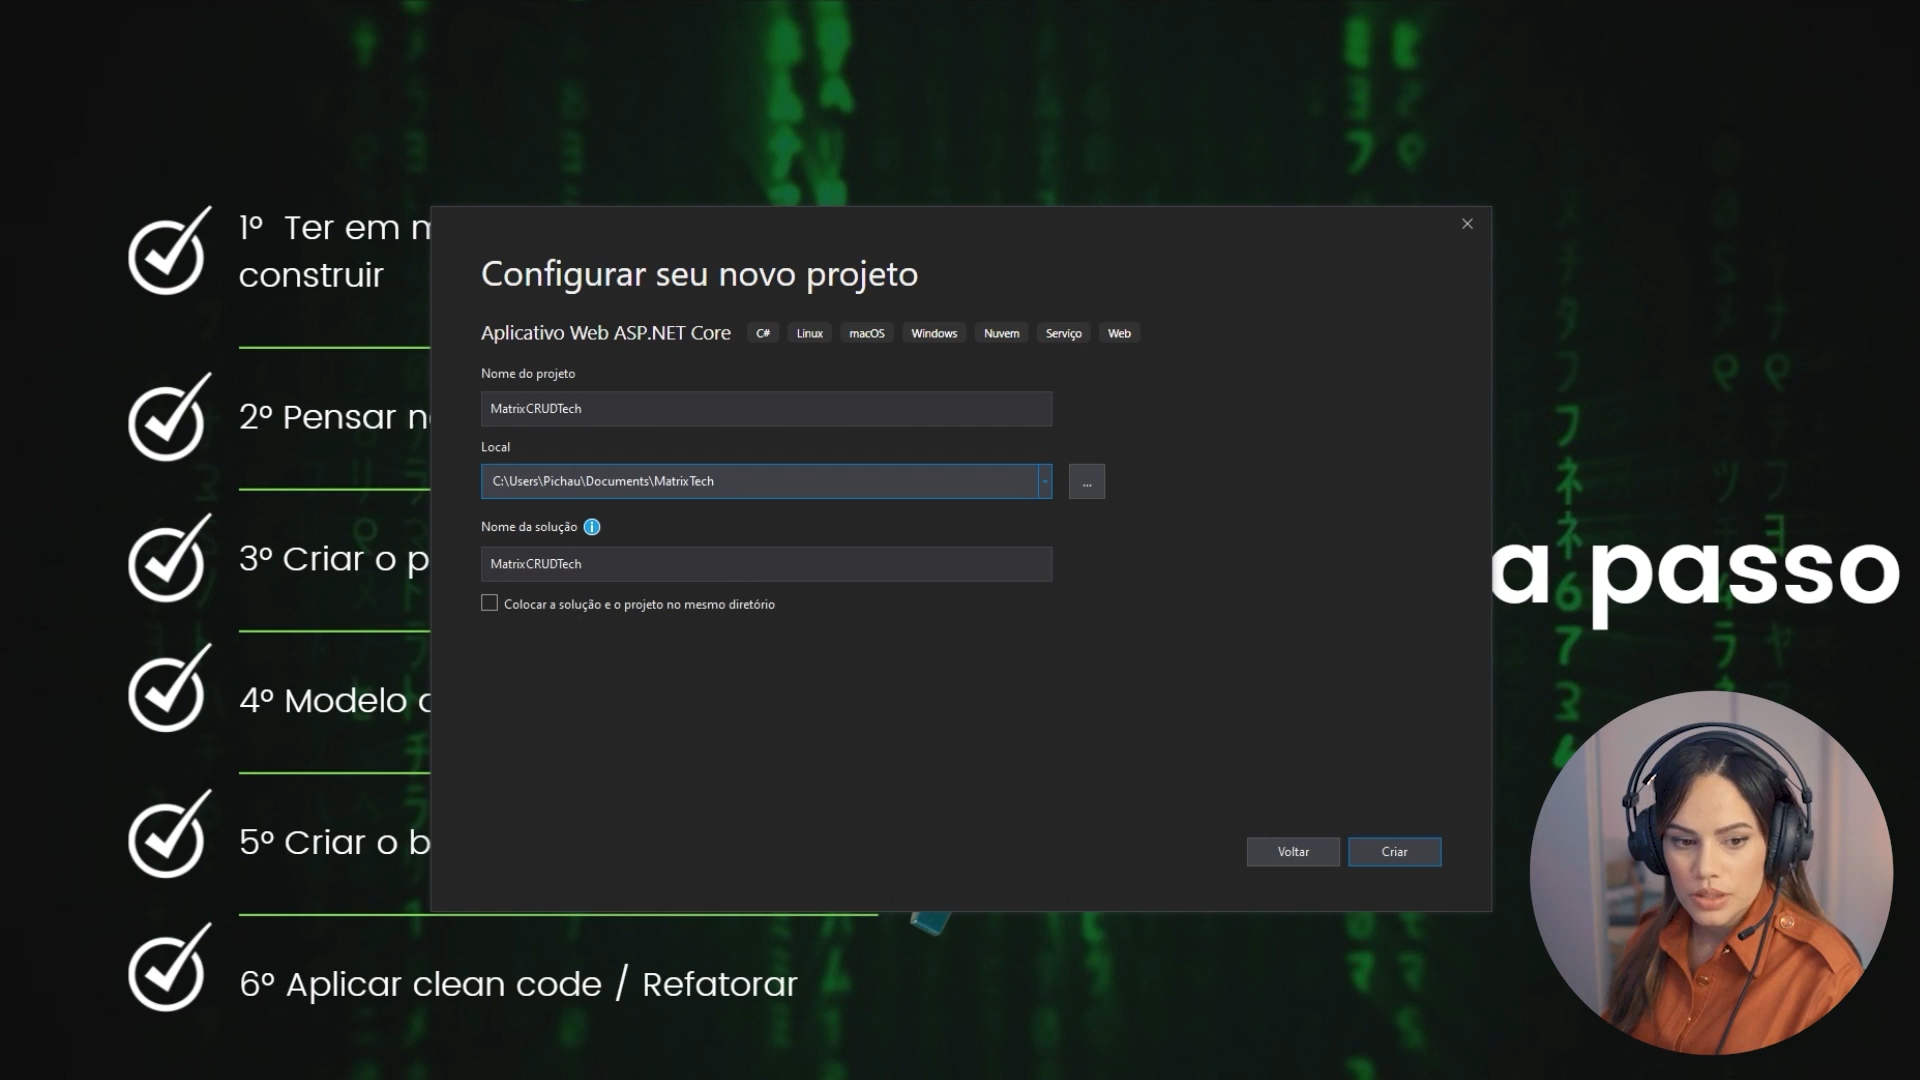 1º Ter em
construir
2º Pensar
3º Criar o
4º Modelo
5º Criar o
6º Aplicar clean code / Refatorar
a passo
Configurar seu novo projeto
Aplicativo Web ASP.NET Core C# Linux macOS Windows Nuvem Serviço Web
Nome do projeto
MatrixCRUDTech
Local
C:\Users\Pichau\Documents\MatrixTech
...
Nome da solução
MatrixCRUDTech
Colocar a solução e o projeto no mesmo diretório
Voltar Criar